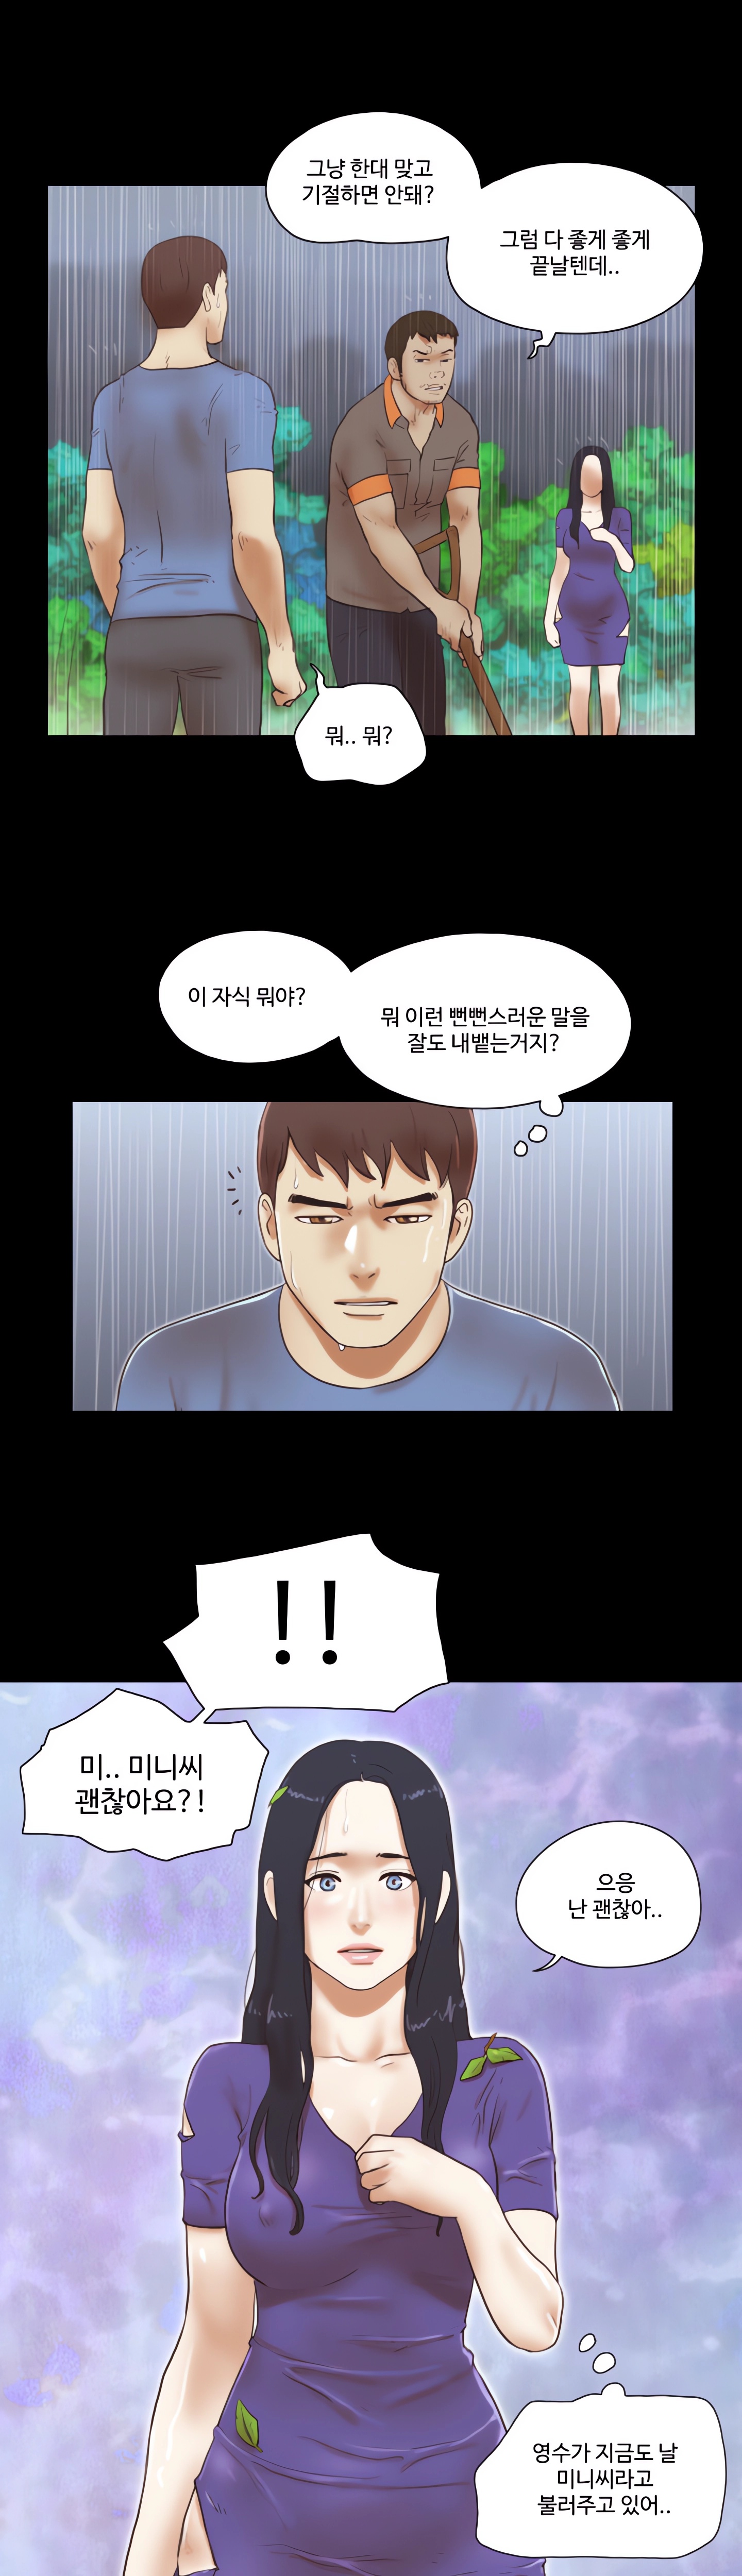 그냥 한대 맞고
기절하면 안돼?
그럼 다 좋게 좋게
끝날텐데..
뭐.. 뭐?
이 자식 뭐야?
뭐 이런 뻔뻔스러운 말을
잘도 내뱉는거지?
!!
미.. 미니씨
괜찮아요?!
으응
난 괜찮아..
영수가 지금도 날
미니씨라고
불러주고 있어..